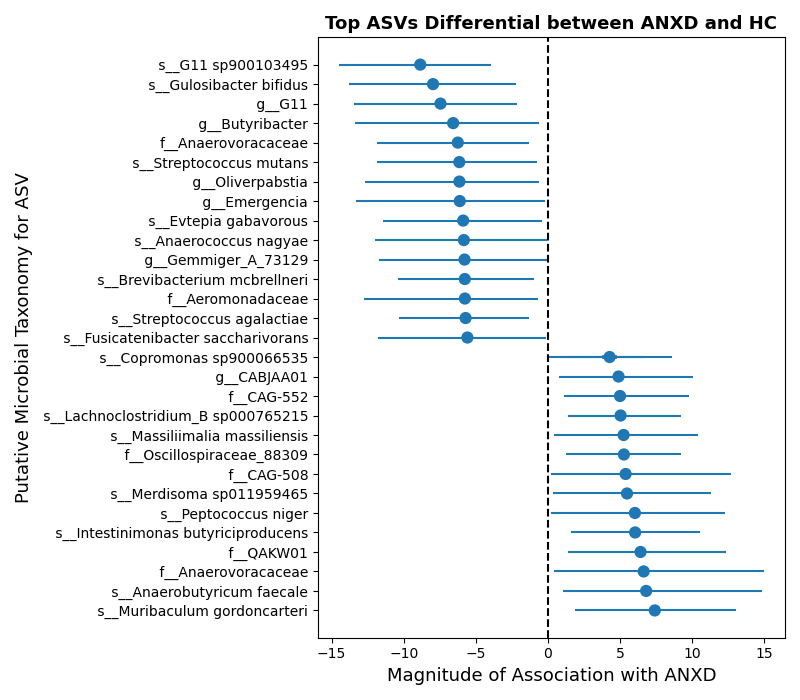 Top ASVs Differential between ANXD and HC
Putative Microbial Taxonomy for ASV
s__G11 sp900103495
s__Gulosibacter bifidus
g__G11
g__Butyribacter
f__Anaerovoracaceae
s__Streptococcus mutans
g__Oliverpabstia
g__Emergencia
s__Evtepia gabavorous
s__Anaerococcus nagyae
g__Gemmiger_A_73129
s__Brevibacterium mcbrellneri
f__Aeromonadaceae
s__Streptococcus agalactiae
s__Fusicatenibacter saccharivorans
s__Copromonas sp900066535
g__CABJAA01
f__CAG-552
s__Lachnoclostridium_B sp000765215
s__Massiliimalia massiliensis
f__Oscillospiraceae_88309
f__CAG-508
s__Merdisoma sp011959465
s__Peptococcus niger
s__Intestinimonas butyriciproducens
f__QAKW01
f__Anaerovoracaceae
s__Anaerobutyricum faecale
s__Muribaculum gordoncarteri
−15 −10 −5 0 5 10 15
Magnitude of Association with ANXD